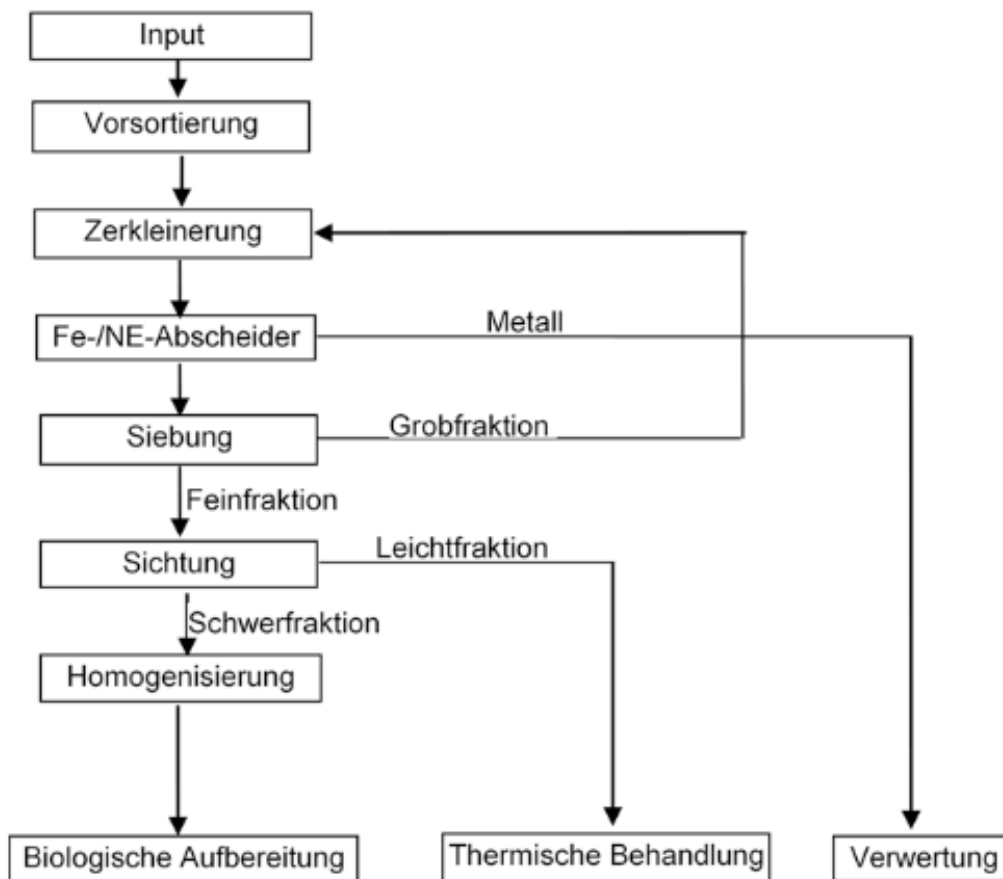 Input
Vorsortierung
Zerkleinerung
Fe-/NE-Abscheider
Metall
Siebung
Grobfraktion
Feinfraktion
Sichtung
Leichtfraktion
Schwerfraktion
Homogenisierung
Biologische Aufbereitung
Thermische Behandlung
Verwertung